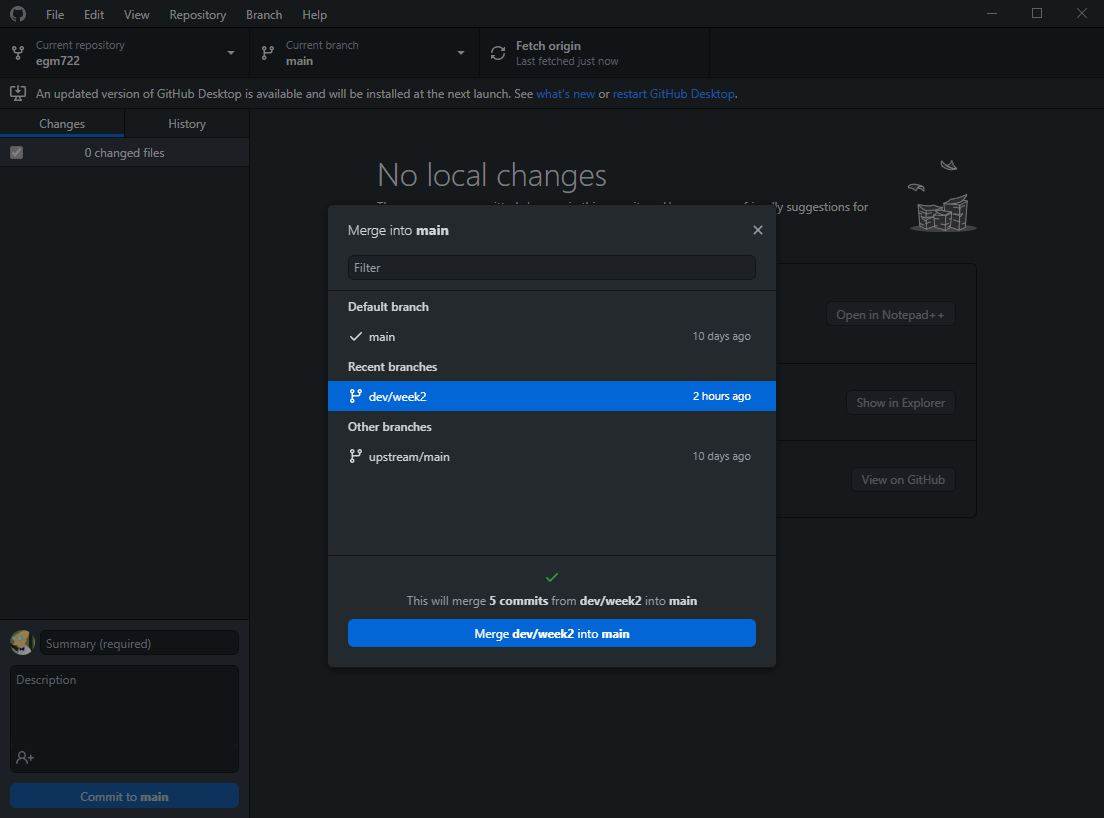 File Edit View Repository Branch Help
Current repository
egm722
Current branch
main
Fetch origin
Last fetched just now
An updated version of GitHub Desktop is available and will be installed at the next launch. See what's new or restart GitHub Desktop.
Changes History
0 changed files
No local changes
suggestions for
Merge into main
Filter
Default branch
main 10 days ago
Recent branches
dev/week2 2 hours ago
Other branches
upstream/main 10 days ago
This will merge 5 commits from dev/week2 into main
Merge dev/week2 into main
Open in Notepad++
Show in Explorer
View on GitHub
Summary (required)
Description
Commit to main